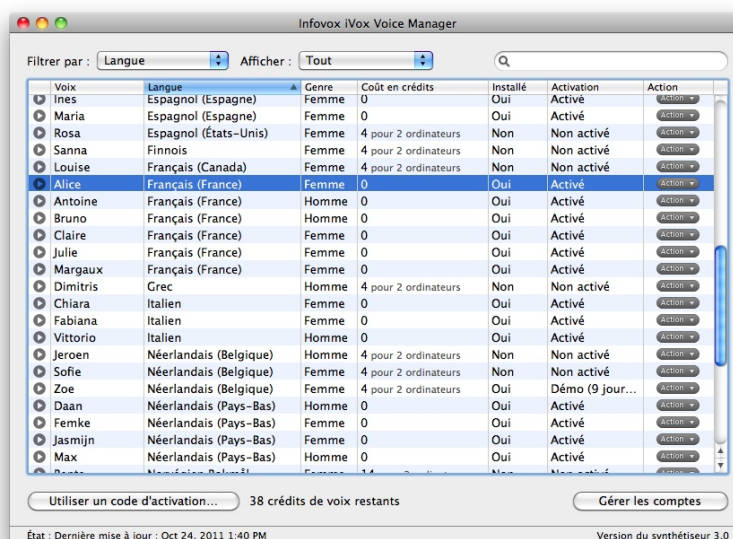 Infovox iVox Voice Manager
Filtrer par : Langue Afficher : Tout
Voix Langue Genre Coût en crédits Installé Activation Action
Ines Espagnol (Espagne) Femme 0 Oui Activé Action
Maria Espagnol (Espagne) Femme 0 Oui Activé Action
Rosa Espagnol (États-Unis) Femme 4 pour 2 ordinateurs Non Non activé Action
Sanna Finnois Femme 4 pour 2 ordinateurs Non Non activé Action
Louise Français (Canada) Femme 4 pour 2 ordinateurs Non Non activé Action
Alice Français (France) Femme 0 Oui Activé Action
Antoine Français (France) Homme 0 Oui Activé Action
Bruno Français (France) Homme 0 Oui Activé Action
Claire Français (France) Femme 0 Oui Activé Action
Julie Français (France) Femme 0 Oui Activé Action
Margaux Français (France) Femme 0 Oui Activé Action
Dimitris Grec Homme 4 pour 2 ordinateurs Non Non activé Action
Chiara Italien Femme 0 Oui Activé Action
Fabiana Italien Femme 0 Oui Activé Action
Vittorio Italien Homme 0 Oui Activé Action
Jeroen Néerlandais (Belgique) Homme 4 pour 2 ordinateurs Non Non activé Action
Sofie Néerlandais (Belgique) Femme 4 pour 2 ordinateurs Non Non activé Action
Zoe Néerlandais (Belgique) Femme 4 pour 2 ordinateurs Oui Démo (9 jour... Action
Daan Néerlandais (Pays-Bas) Homme 0 Oui Activé Action
Femke Néerlandais (Pays-Bas) Femme 0 Oui Activé Action
Jasmijn Néerlandais (Pays-Bas) Femme 0 Oui Activé Action
Max Néerlandais (Pays-Bas) Homme 0 Oui Activé Action
Utiliser un code d'activation... 38 crédits de voix restants Gérer les comptes
État : Dernière mise à jour : Oct 24, 2011 1:40 PM Version du synthétiseur 3.0